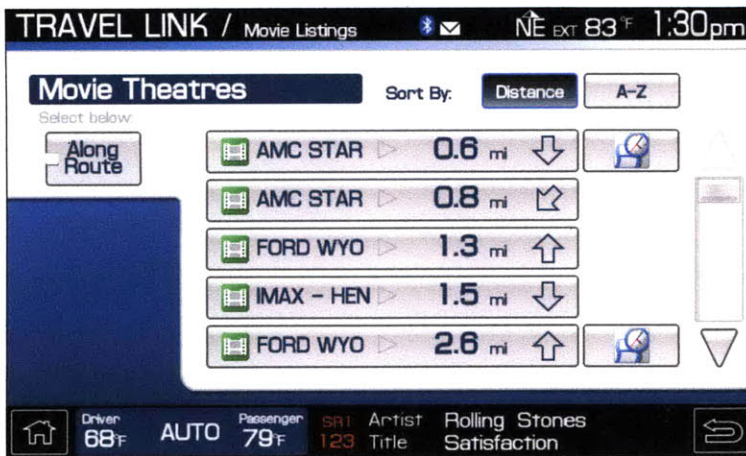 TRAVEL LINK / Movie Listings NE EXT 83°F 1:30pm
Movie Theatres Sort By: Distance A-Z
Select below:
Along Route
AMC STAR 0.6 mi
AMC STAR 0.8 mi
FORD WYO 1.3 mi
IMAX - HEN 1.5 mi
FORD WYO 2.6 mi
Driver 68°F AUTO Passenger 79°F
SR1 123
Artist Rolling Stones
Title Satisfaction